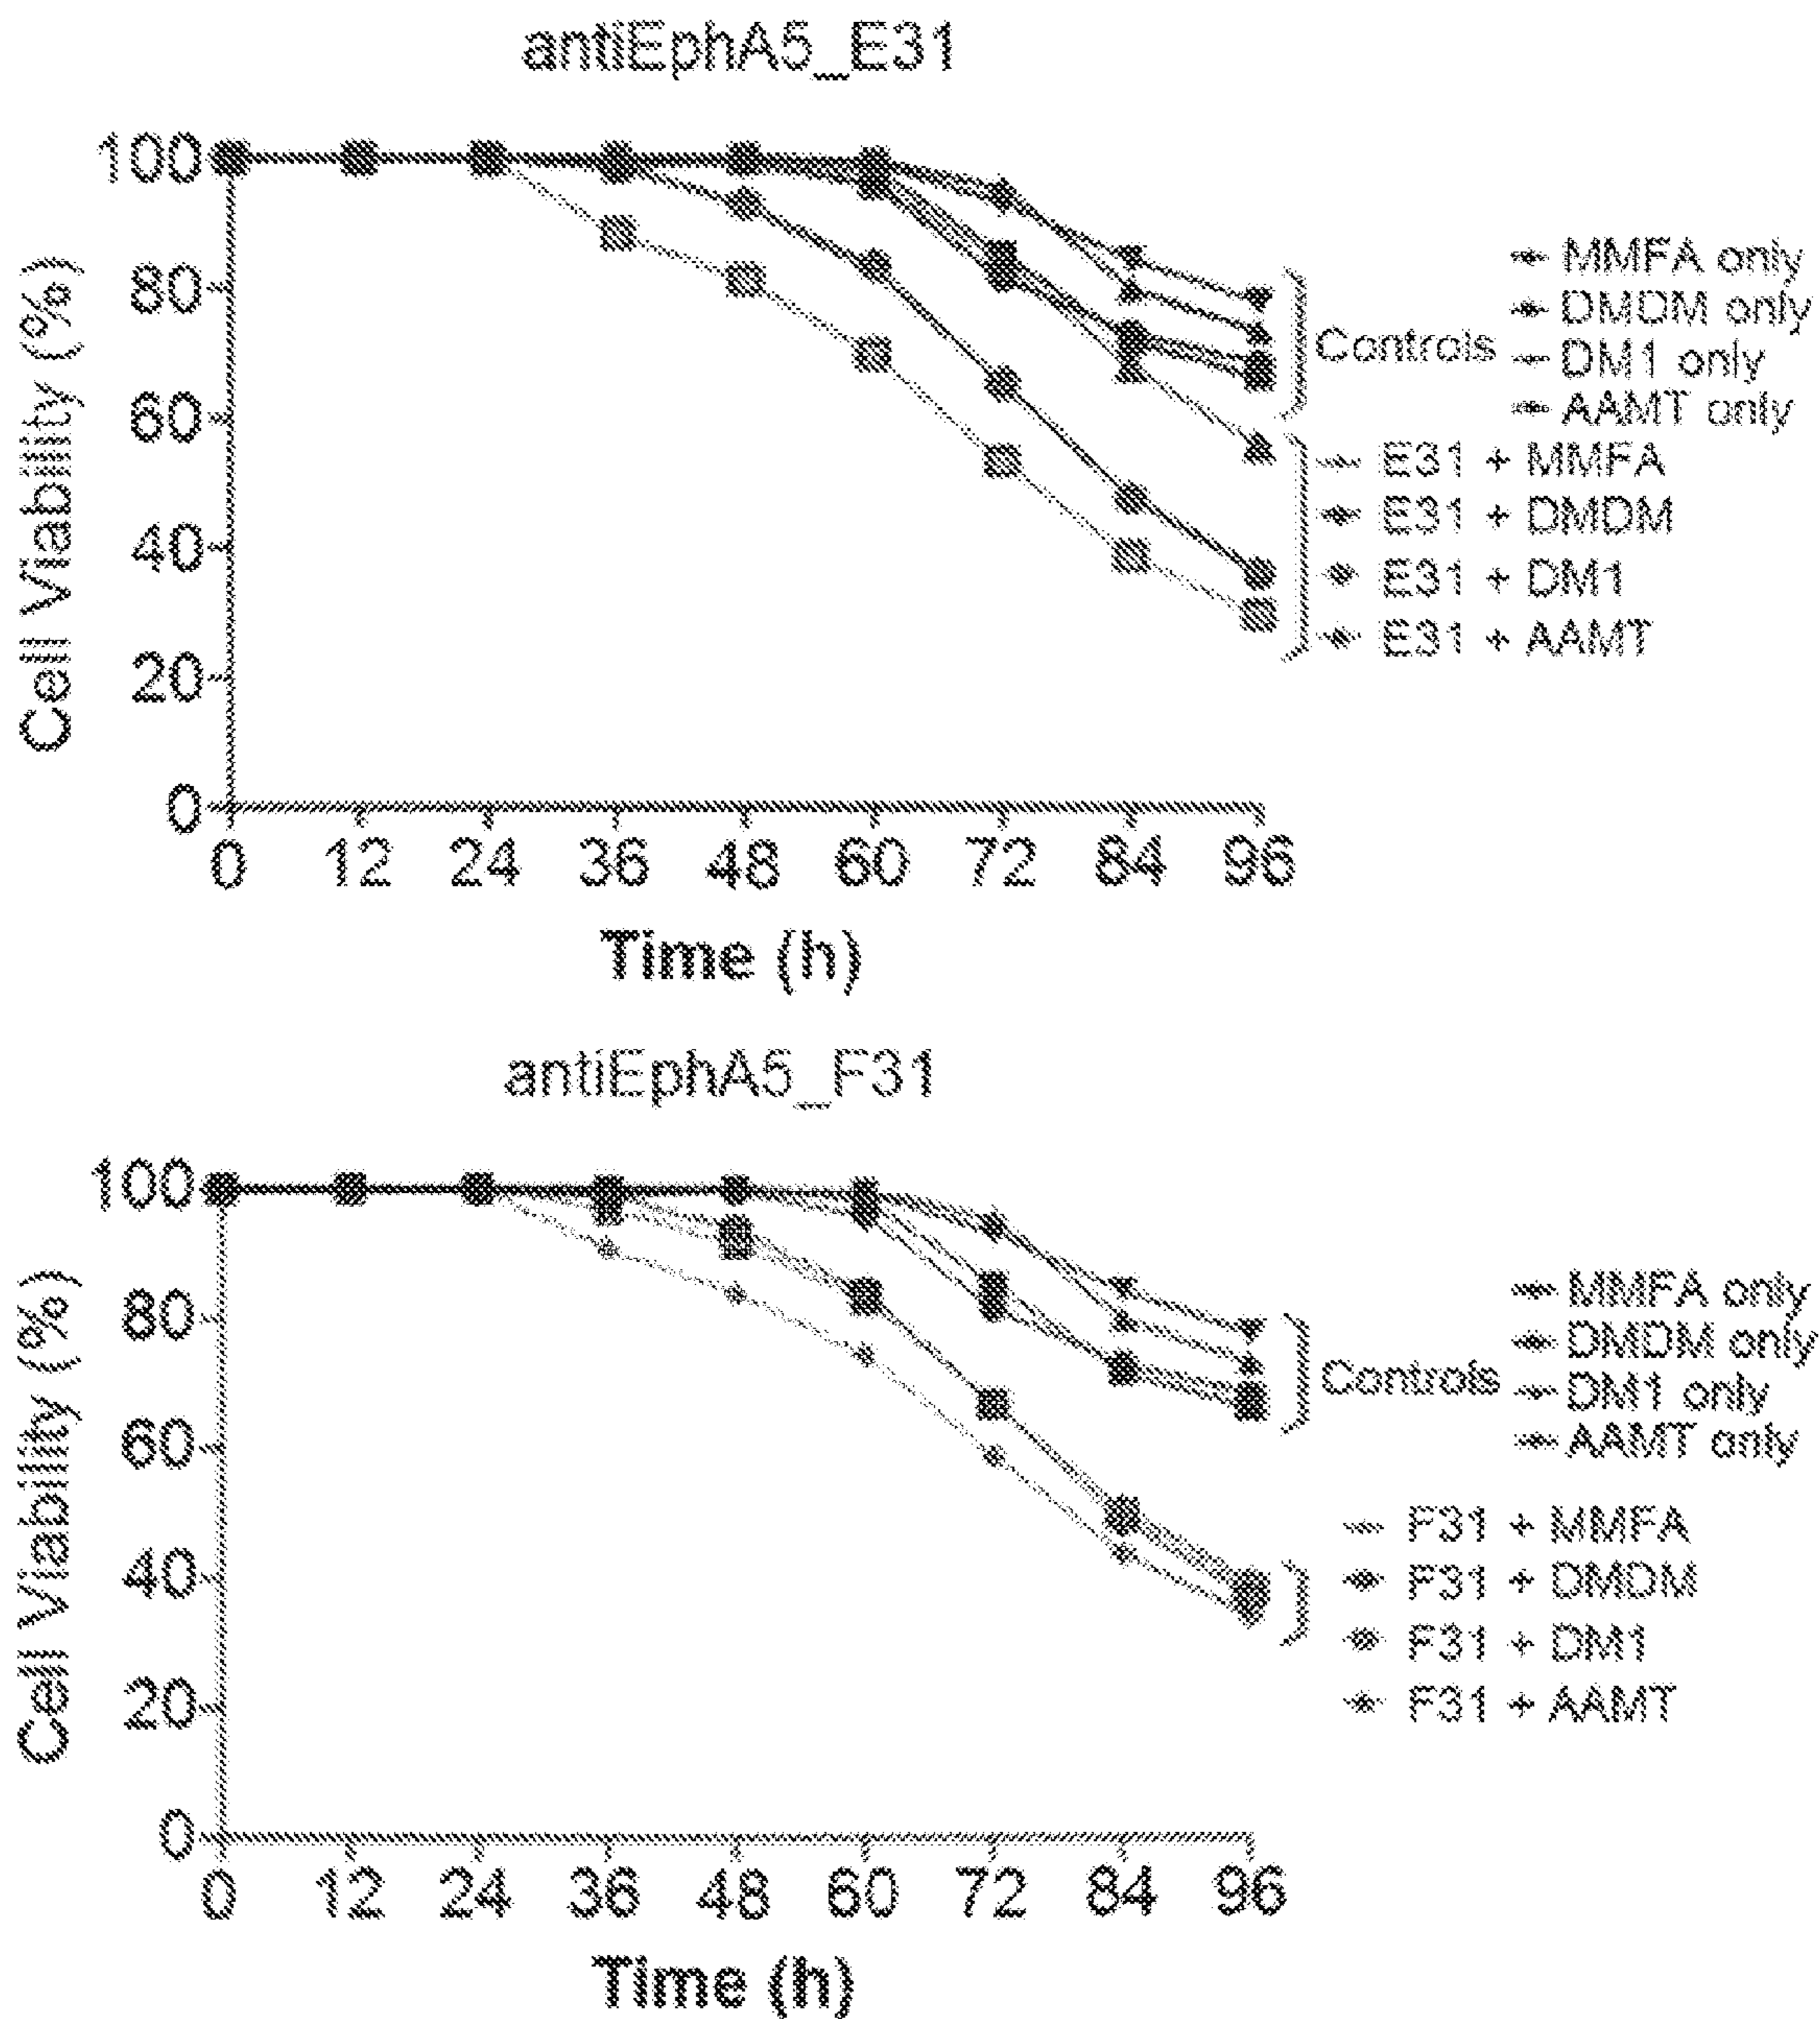 antiEphA5_E31
Cell Viability (%)
100
80
60
40
20
0
0 12 24 36 48 60 72 84 96
Time (h)
Controls
MMFA only
DMDM only
DM1 only
AAMT only
E31 + MMFA
E31 + DMDM
E31 + DM1
E31 + AAMT
antiEphA5_F31
Cell Viability (%)
100
80
60
40
20
0
0 12 24 36 48 60 72 84 96
Time (h)
Controls
MMFA only
DMDM only
DM1 only
AAMT only
F31 + MMFA
F31 + DMDM
F31 + DM1
F31 + AAMT